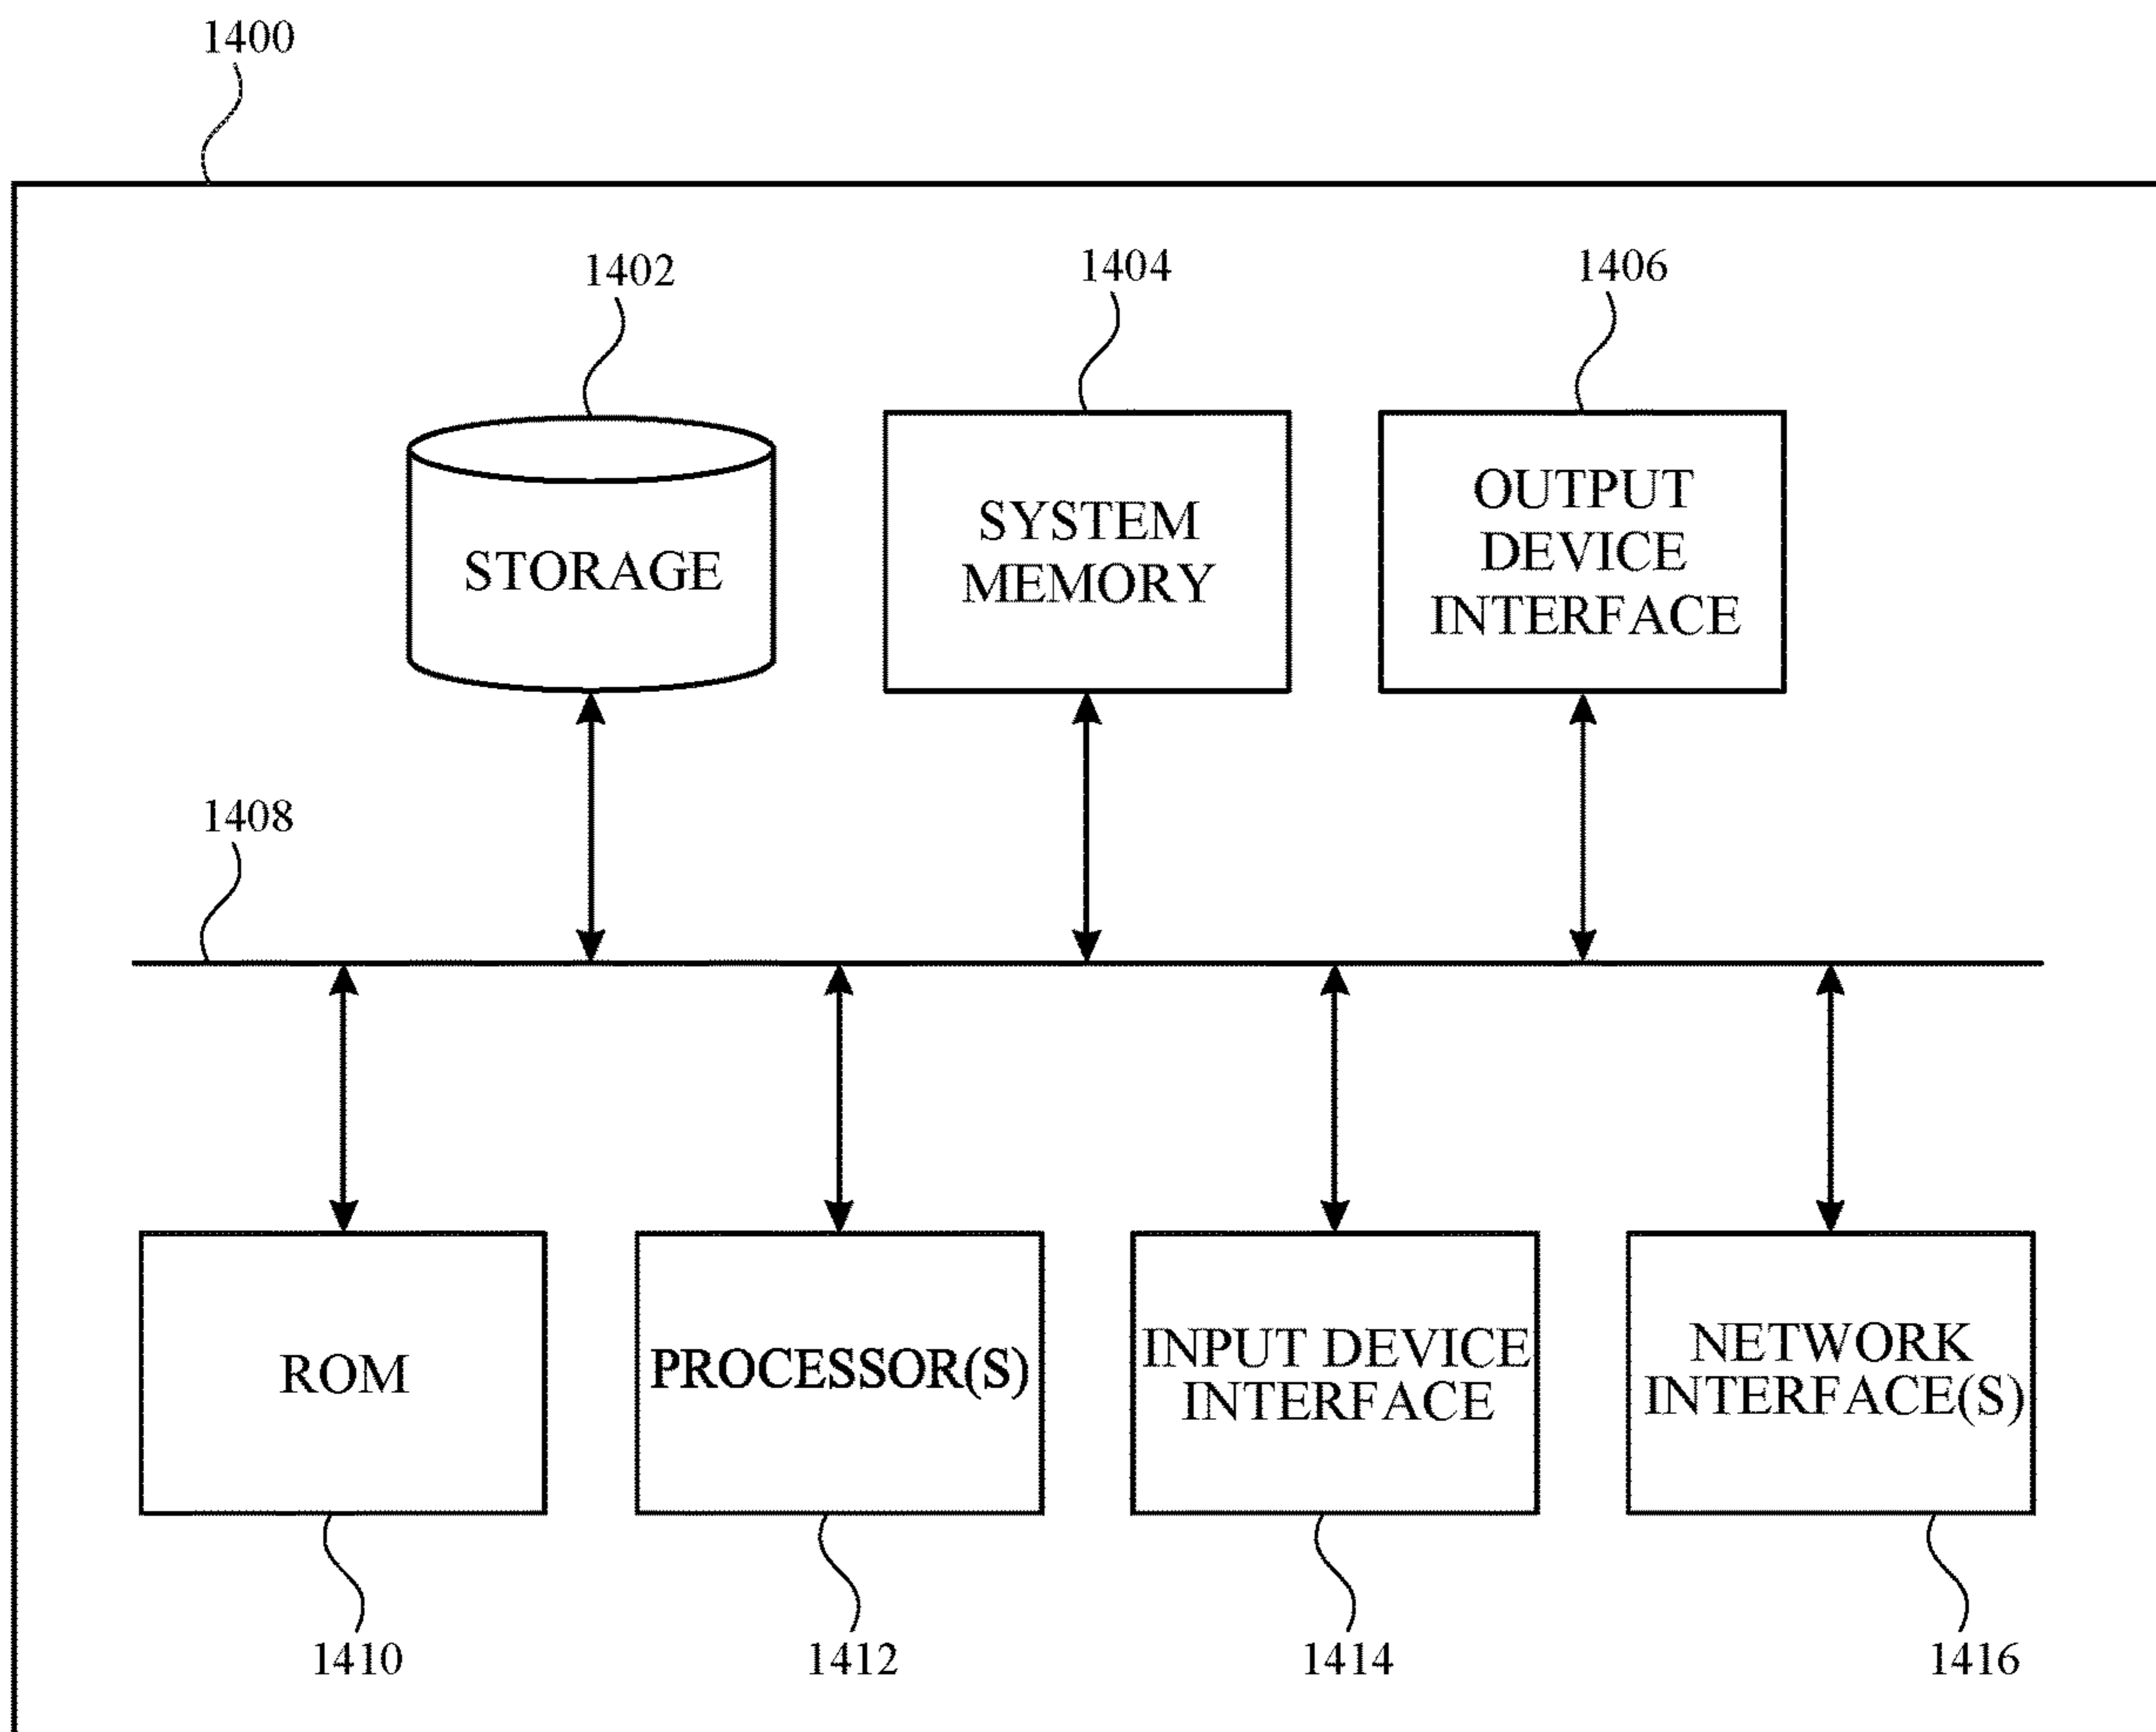 1400
1402
1404
1406
STORAGE
SYSTEM
MEMORY
OUTPUT
DEVICE
INTERFACE
1408
ROM
PROCESSOR(S)
INPUT DEVICE
INTERFACE
NETWORK
INTERFACE(S)
1410
1412
1414
1416